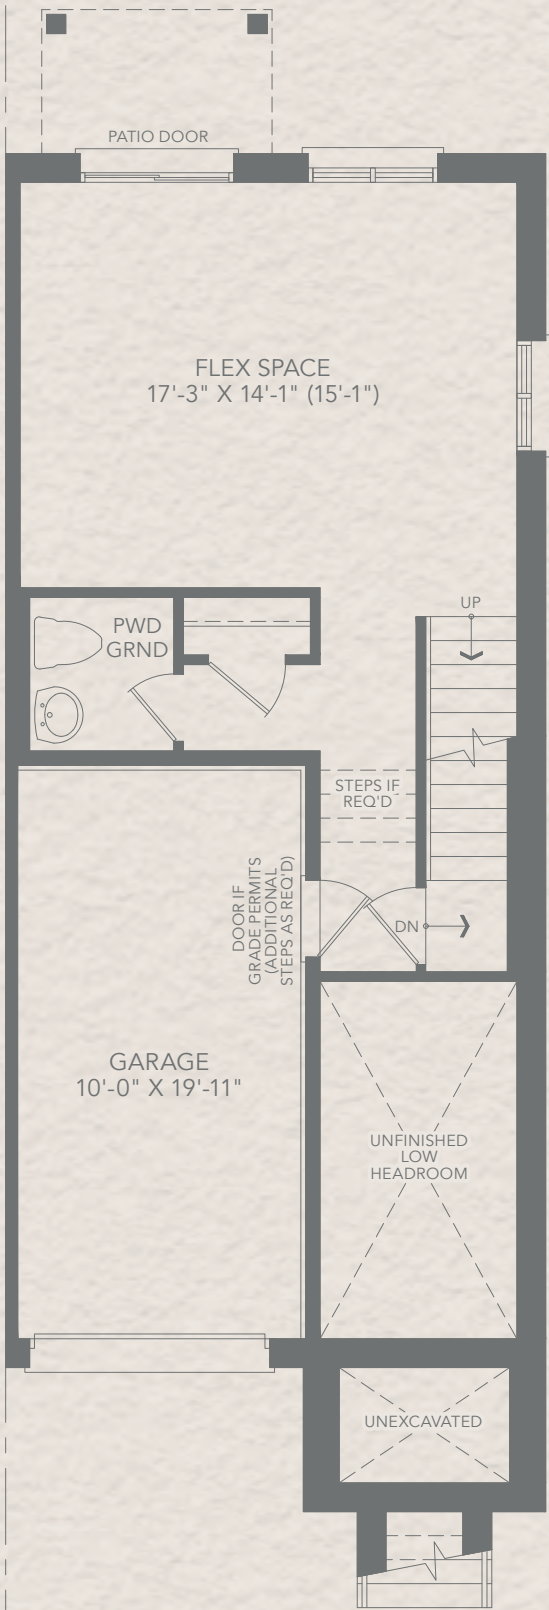 PATIO DOOR
FLEX SPACE
17'-3" X 14'-1" (15'-1")
UP
PWD
GRND
STEPS IF
REQ'D
DOOR IF
GRADE PERMITS
(ADDITIONAL
STEPS AS REQ'D)
DN
GARAGE
10'-0" X 19'-11"
UNFINISHED
LOW
HEADROOM
UNEXCAVATED